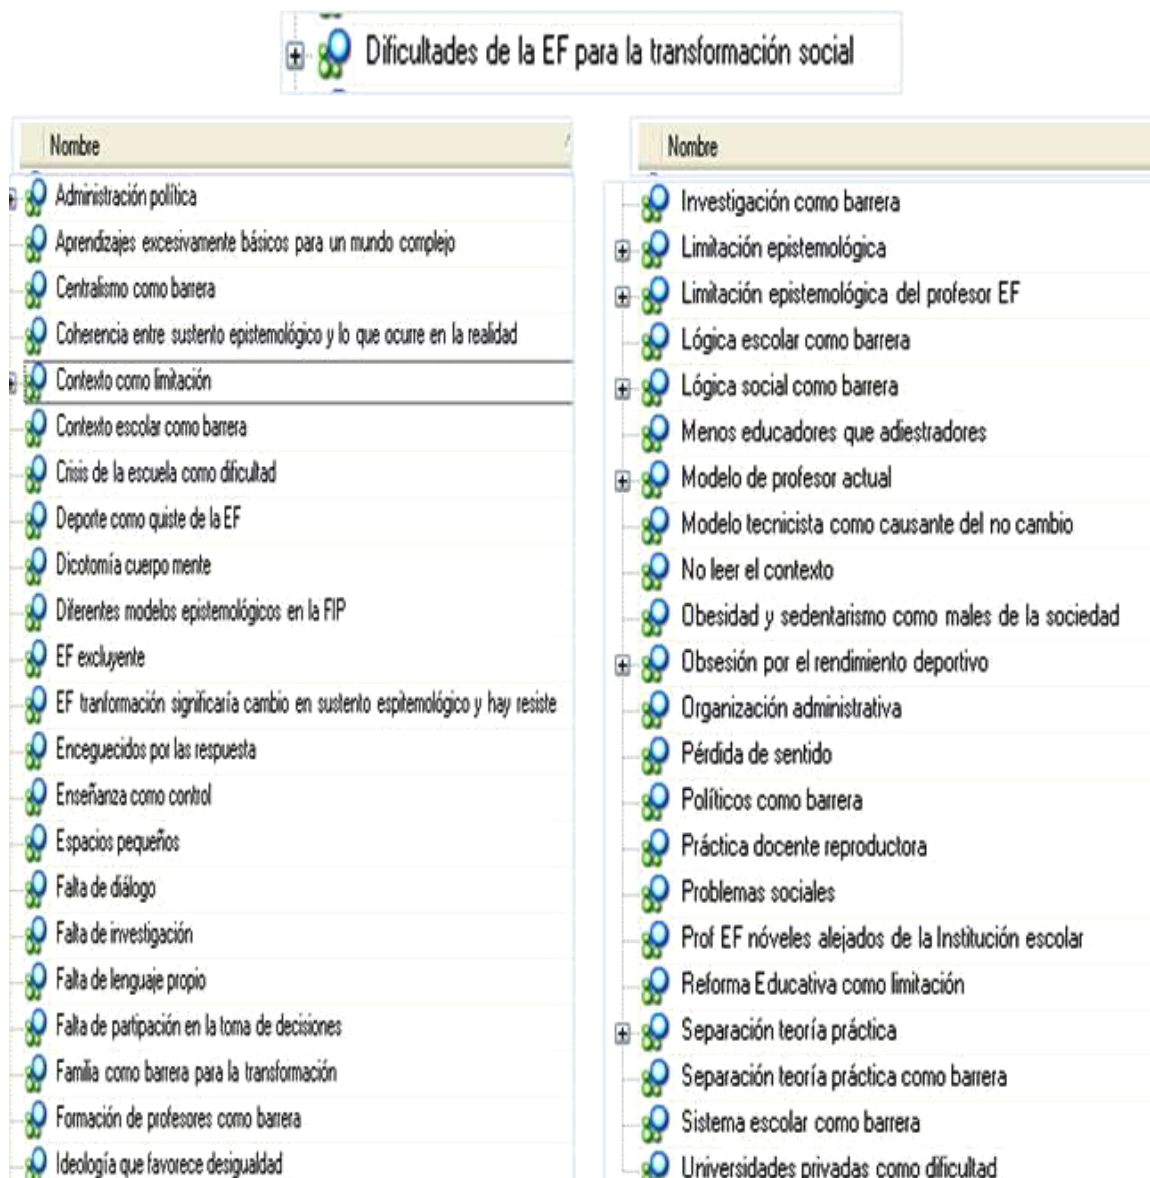 Dificultades de la EF para la transformación social
Nombre
Administración política
Aprendizajes excesivamente básicos para un mundo complejo
Centralismo como barrera
Coherencia entre sustento epistemológico y lo que ocurre en la realidad
Contexto como limitación
Contexto escolar como barrera
Crisis de la escuela como dificultad
Deporte como quiste de la EF
Dicotomía cuerpo mente
Diferentes modelos epistemológicos en la FIP
EF excluyente
EF tranformación significaría cambio en sustento espitemológico y hay resiste
Enceguecidos por las respuesta
Enseñanza como control
Espacios pequeños
Falta de diálogo
Falta de investigación
Falta de lenguaje propio
Falta de partipación en la toma de decisiones
Familia como barrera para la transformación
Formación de profesores como barrera
Ideología que favorece desigualdad
Nombre
Investigación como barrera
Limitación epistemológica
Limitación epistemológica del profesor EF
Lógica escolar como barrera
Lógica social como barrera
Menos educadores que adiestradores
Modelo de profesor actual
Modelo tecnicista como causante del no cambio
No leer el contexto
Obesidad y sedentarismo como males de la sociedad
Obsesión por el rendimiento deportivo
Organización administrativa
Pérdida de sentido
Políticos como barrera
Práctica docente reproductora
Problemas sociales
Prof EF nóveles alejados de la Institución escolar
Reforma Educativa como limitación
Separación teoría práctica
Separación teoría práctica como barrera
Sistema escolar como barrera
Universidades privadas como dificultad